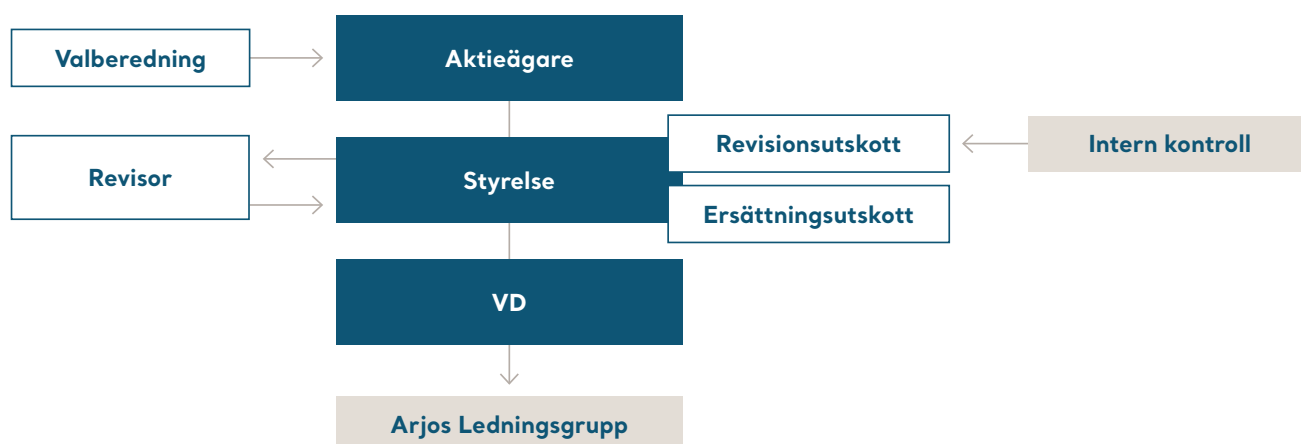 Valberedning
Aktieägare
Revisor
Styrelse
Revisionsutskott
Intern kontroll
Ersättningsutskott
VD
Arjos Ledningsgrupp